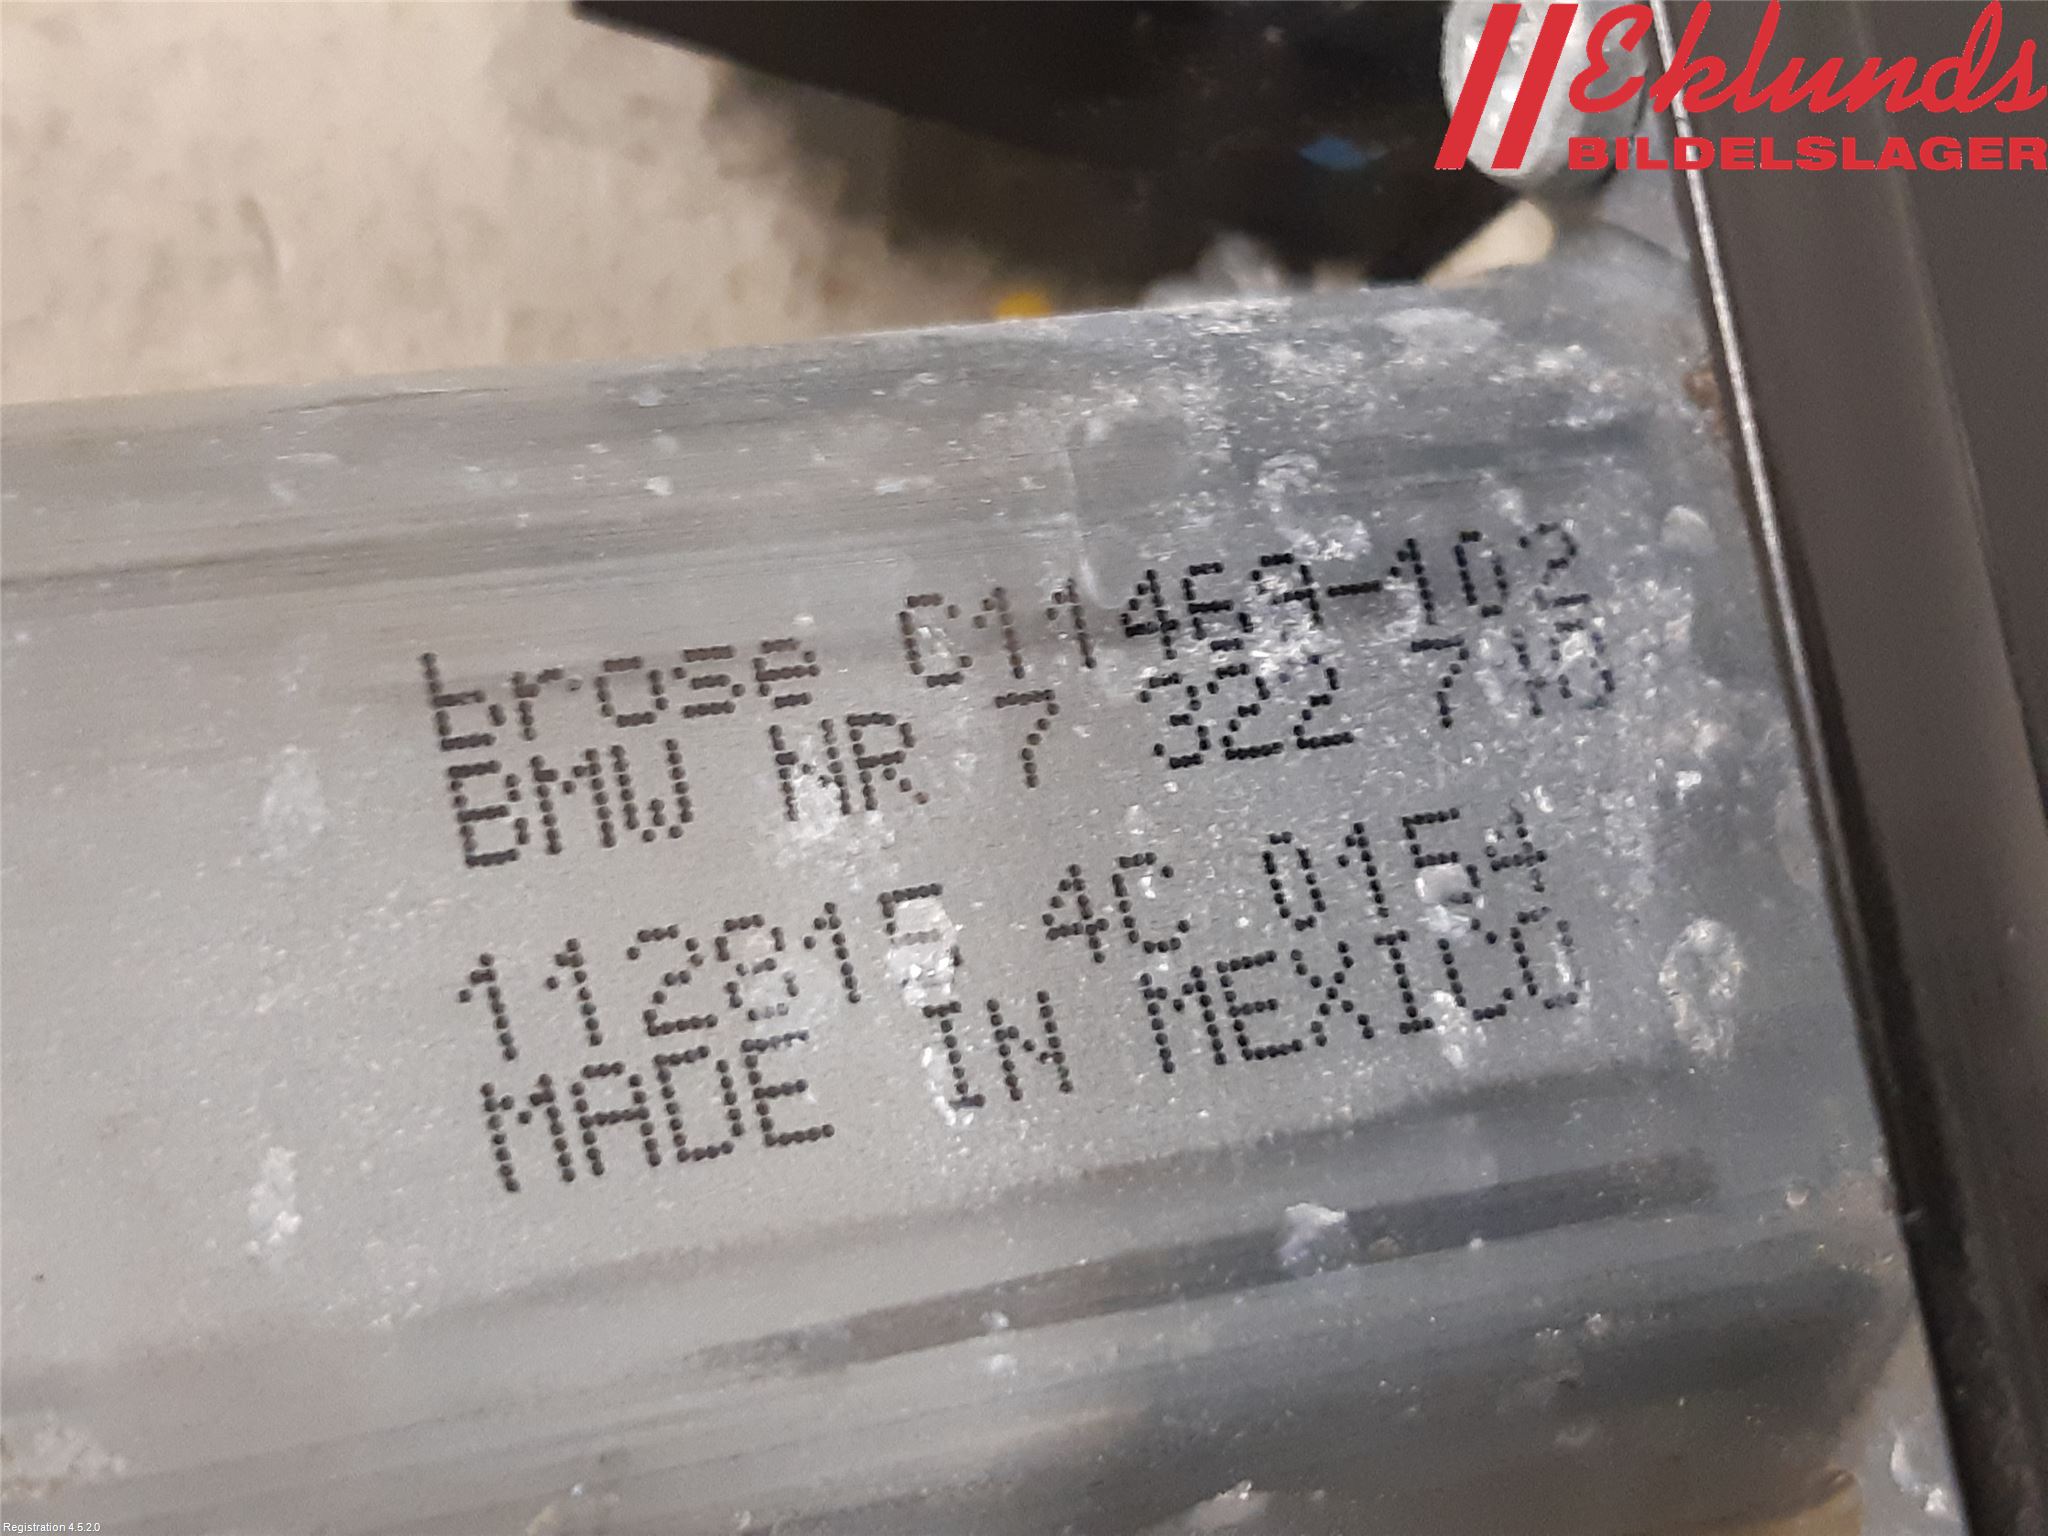 Eklunds
BILDELSLAGER
brose C11469-102
BMW NR 7 322 710
112815 4C 0154
MADE IN MEXICO
Registration 4.5.2.0